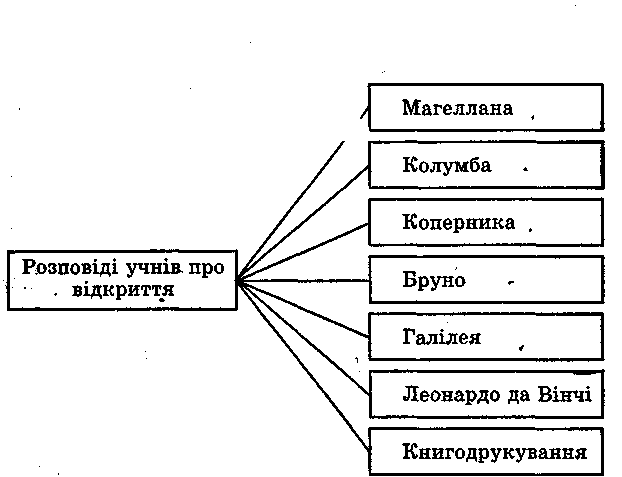 Розповіді учнів про
відкриття
Магеллана
Колумба
Коперника
Бруно
Галілея
Леонардо да Вінчі
Книгодрукування